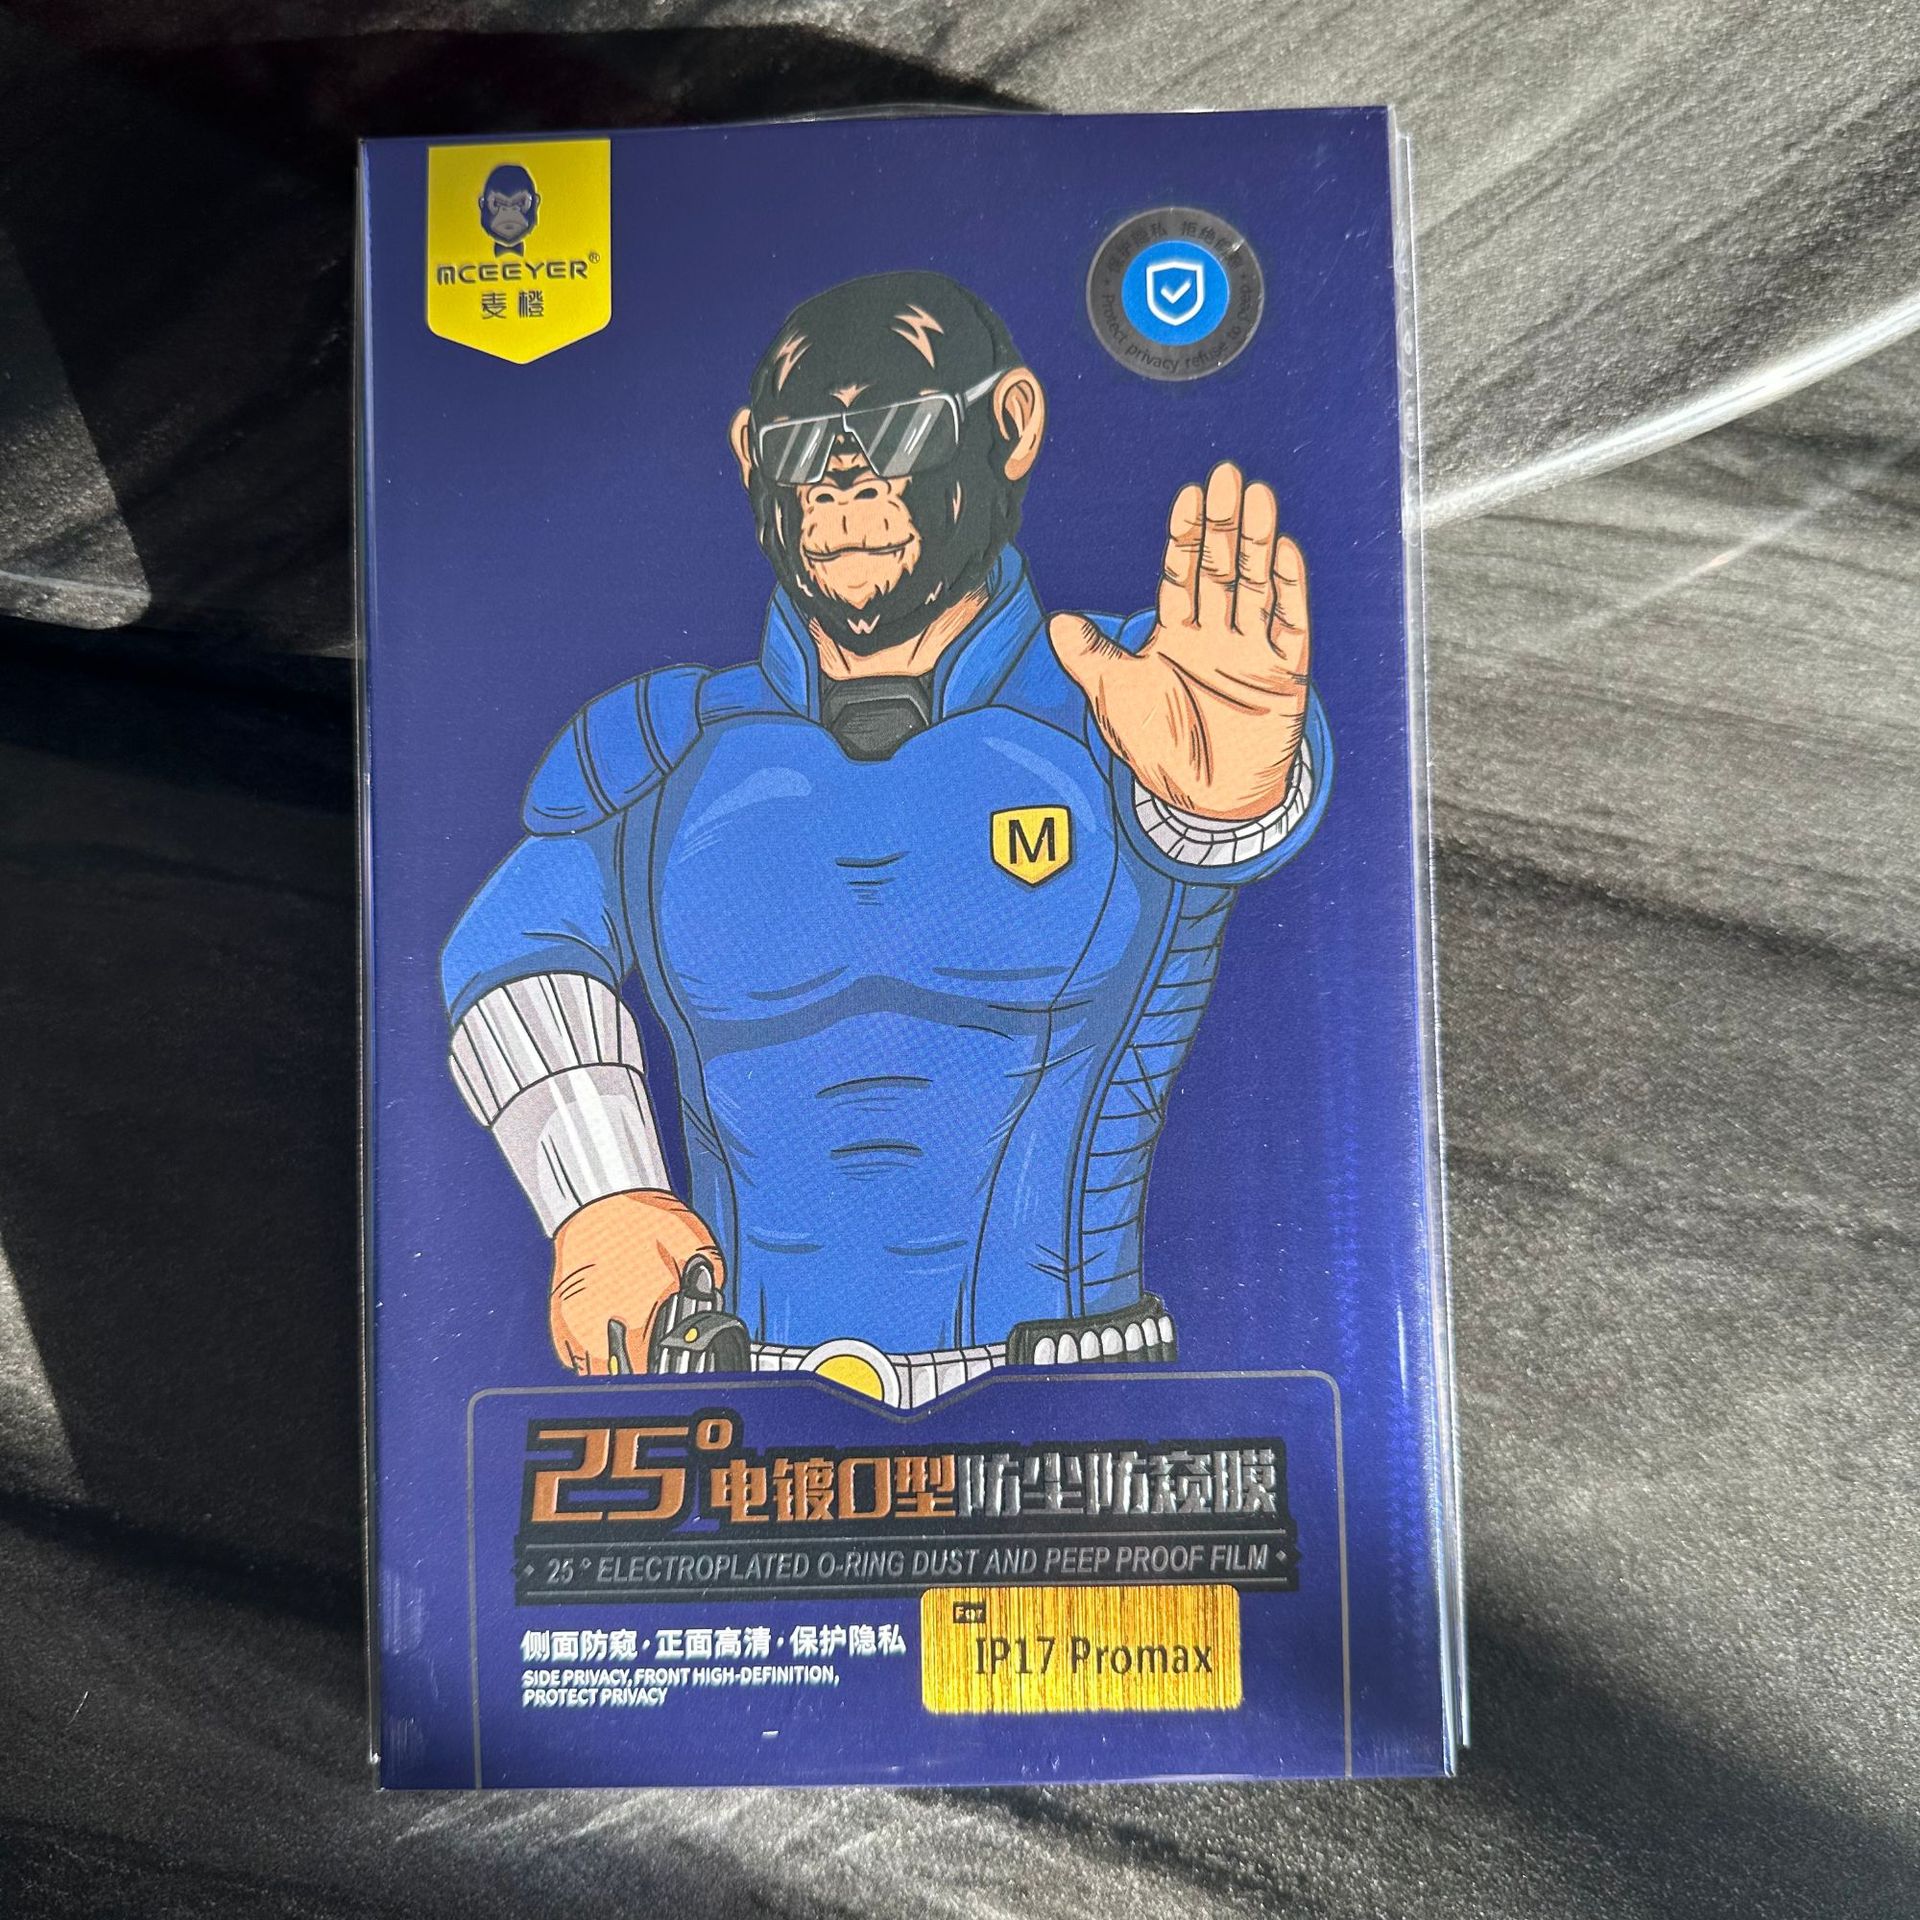 MCEEYER®
麦橙
保护隐私 拒绝偷窥
Protect privacy refuse to peep
M
25°电镀O型防尘防窥膜
25° ELECTROPLATED O-RING DUST AND PEEP PROOF FILM
侧面防窥·正面高清·保护隐私
SIDE PRIVACY, FRONT HIGH-DEFINITION,
PROTECT PRIVACY
For
IP17 Promax